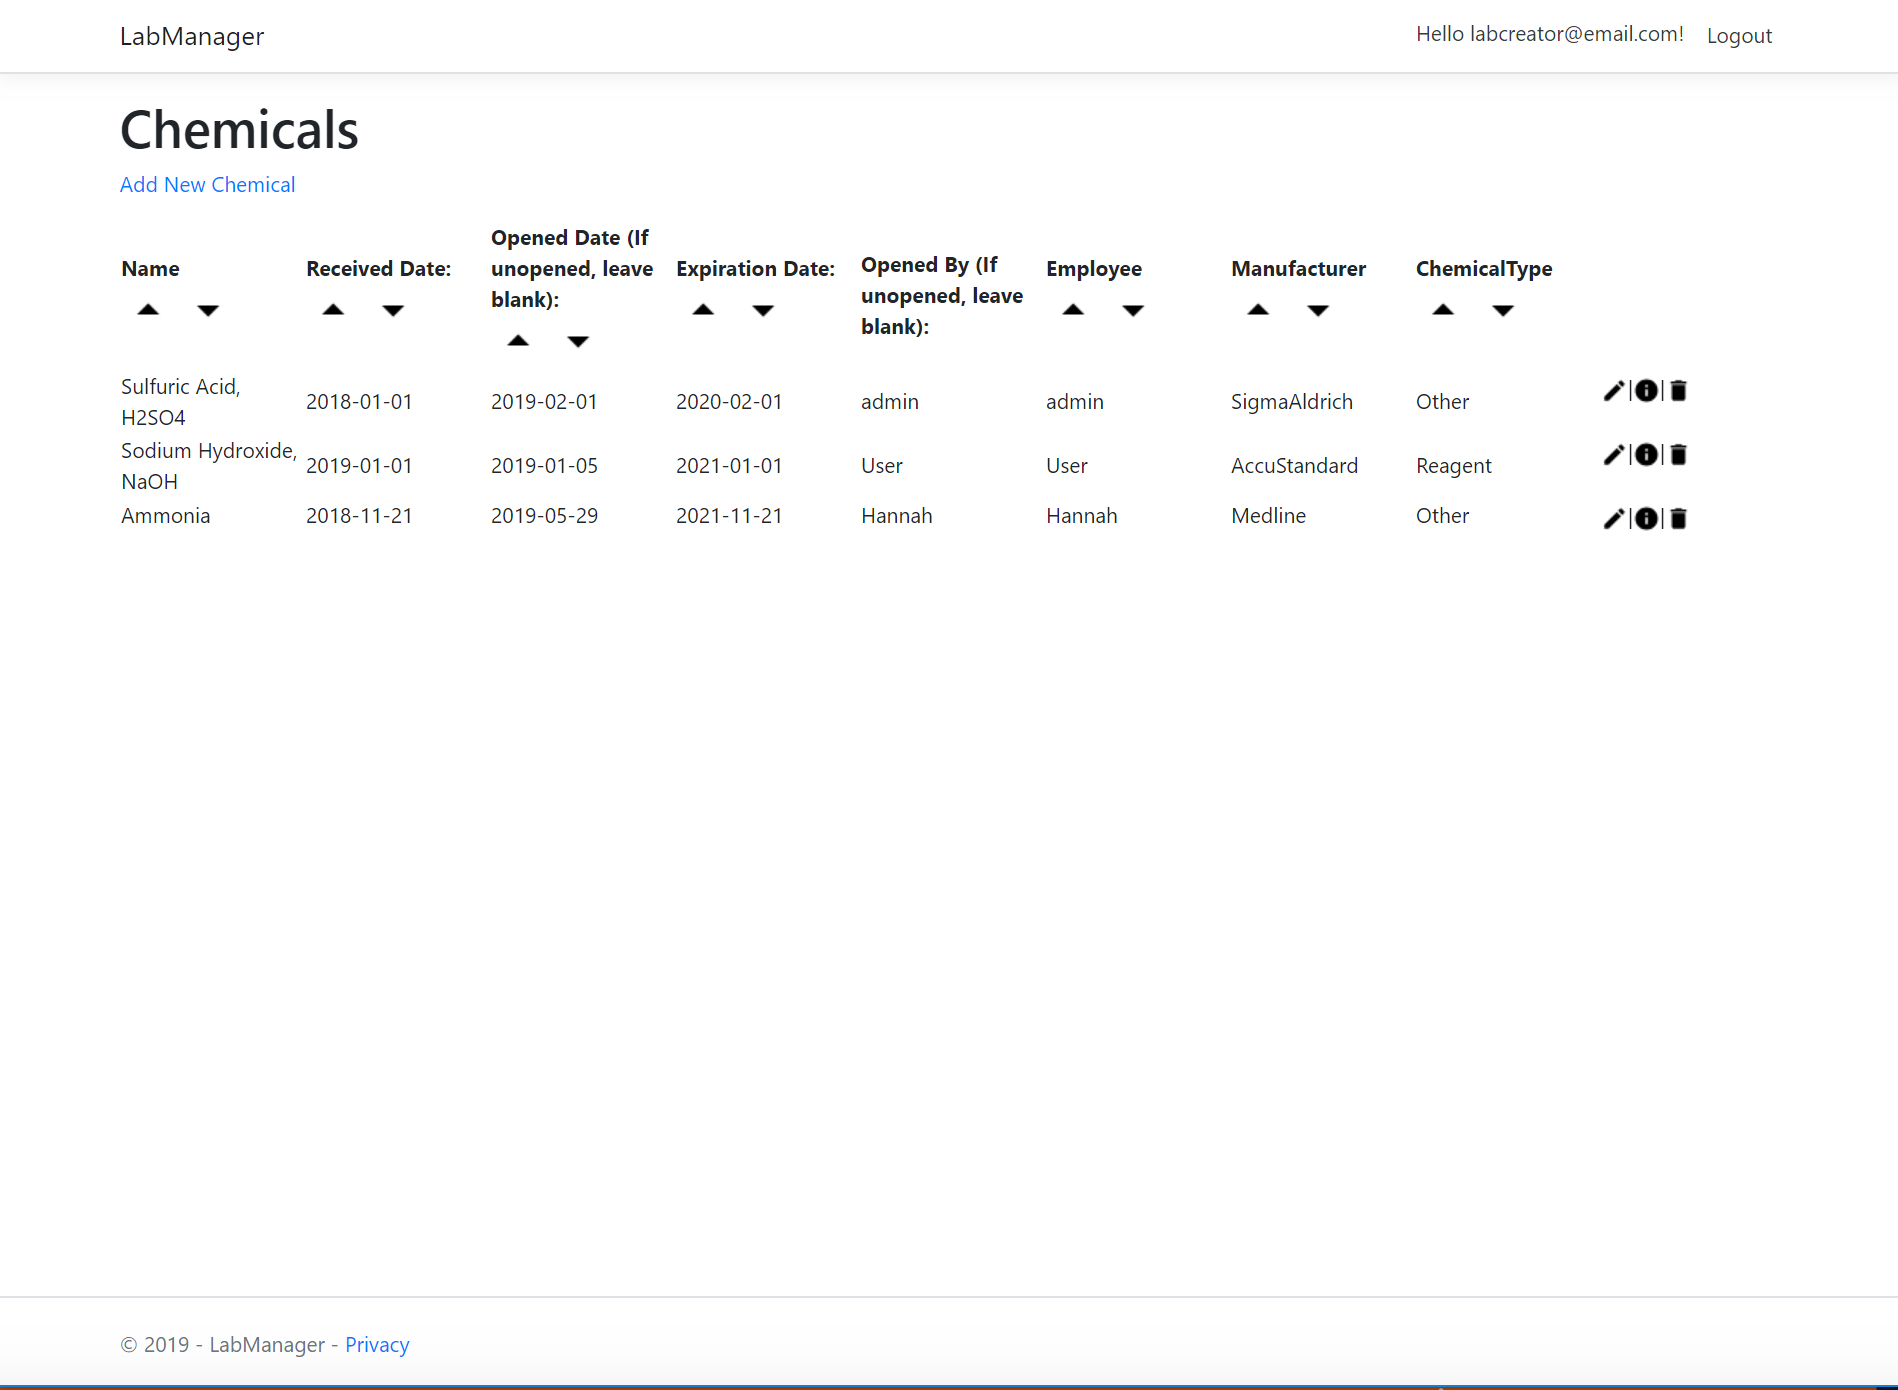 LabManager
Hello labcreator@email.com! Logout
Chemicals
Add New Chemical
Name
Received Date:
Opened Date (If
unopened, leave
blank):
Expiration Date:
Opened By (If
unopened, leave
blank):
Employee
Manufacturer
ChemicalType
Sulfuric Acid,
H2SO4
2018-01-01 2019-02-01 2020-02-01 admin admin SigmaAldrich Other | |
Sodium Hydroxide,
NaOH
2019-01-01 2019-01-05 2021-01-01 User User AccuStandard Reagent | |
Ammonia 2018-11-21 2019-05-29 2021-11-21 Hannah Hannah Medline Other | |
© 2019 - LabManager - Privacy